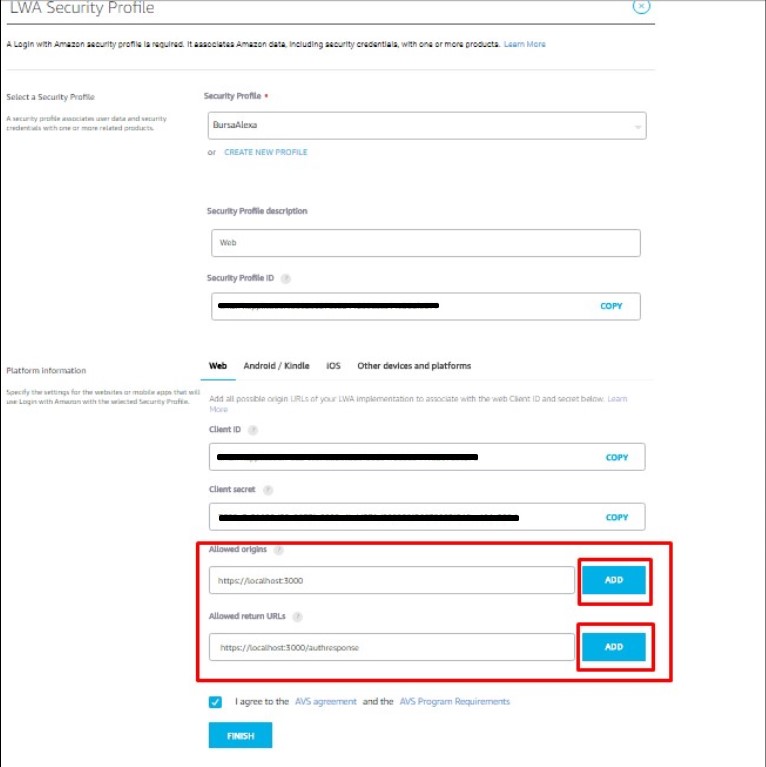 LWA Security Profile
A Login with Amazon security profile is required. It associates Amazon data, including security credentials, with one or more products. Learn More
Select a Security Profile
A security profile associates user data and security
credentials with one or more related products.
Security Profile *
BursaAlexa
or CREATE NEW PROFILE
Security Profile description
Web
Security Profile ID ?
COPY
Platform Information
Specify the settings for the websites or mobile apps that will
use Login with Amazon with the selected Security Profile.
Web Android / Kindle iOS Other devices and platforms
Add all possible origin URLs of your LWA implementation to associate with the web Client ID and secret below. Learn
More
Client ID ?
COPY
Client secret ?
COPY
Allowed origins ?
https://localhost:3000 ADD
Allowed return URLs ?
https://localhost:3000/authresponse ADD
I agree to the AVS agreement and the AVS Program Requirements
FINISH